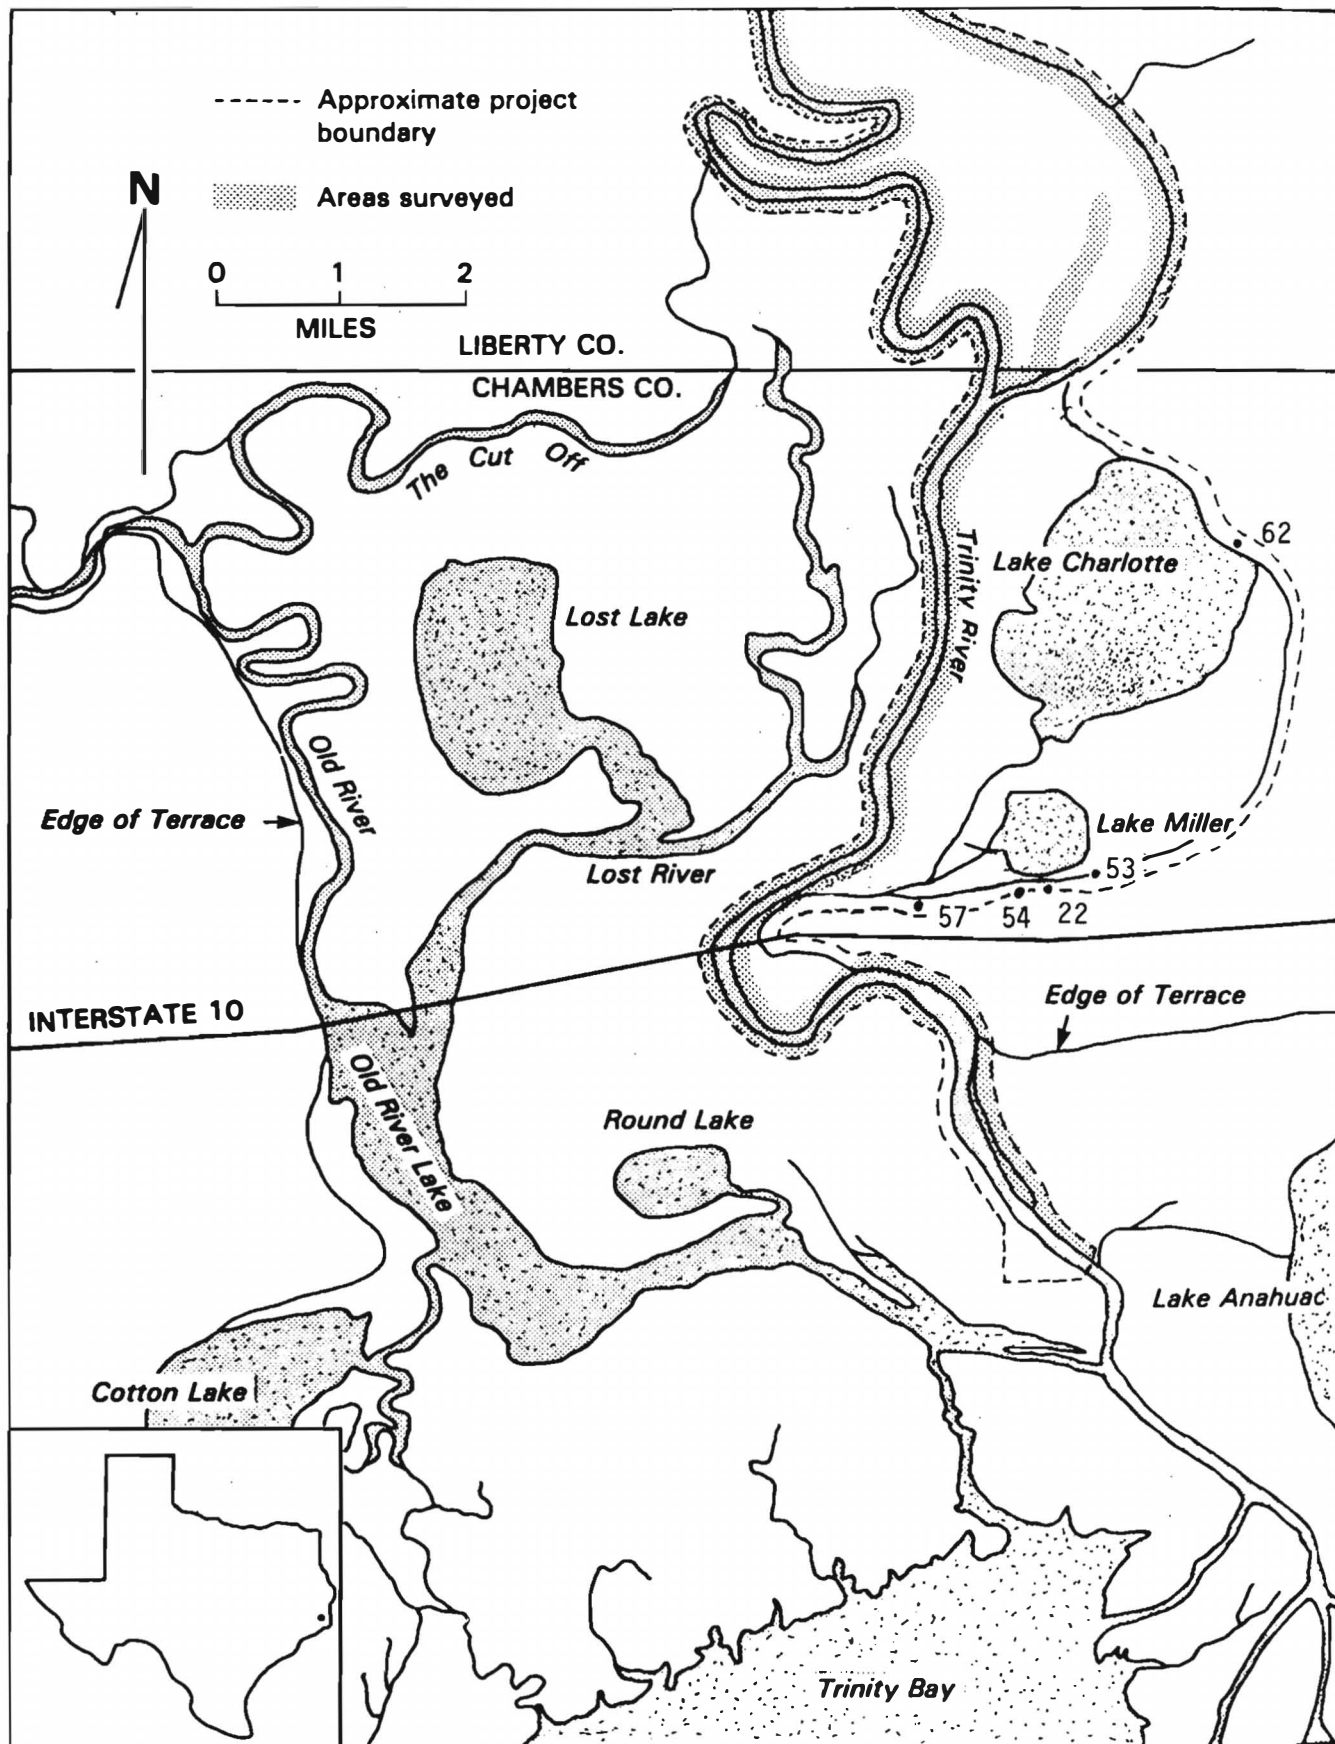 Approximate project
boundary
N
Areas surveyed
0 1 2
MILES
LIBERTY CO.
CHAMBERS CO.
The Cut Off
Trinity River
62
Lake Charlotte
Lost Lake
Old River
Edge of Terrace
Lake Miller
53
Lost River
57 54 22
Edge of Terrace
INTERSTATE 10
Old River Lake
Round Lake
Lake Anahuac
Cotton Lake
Trinity Bay